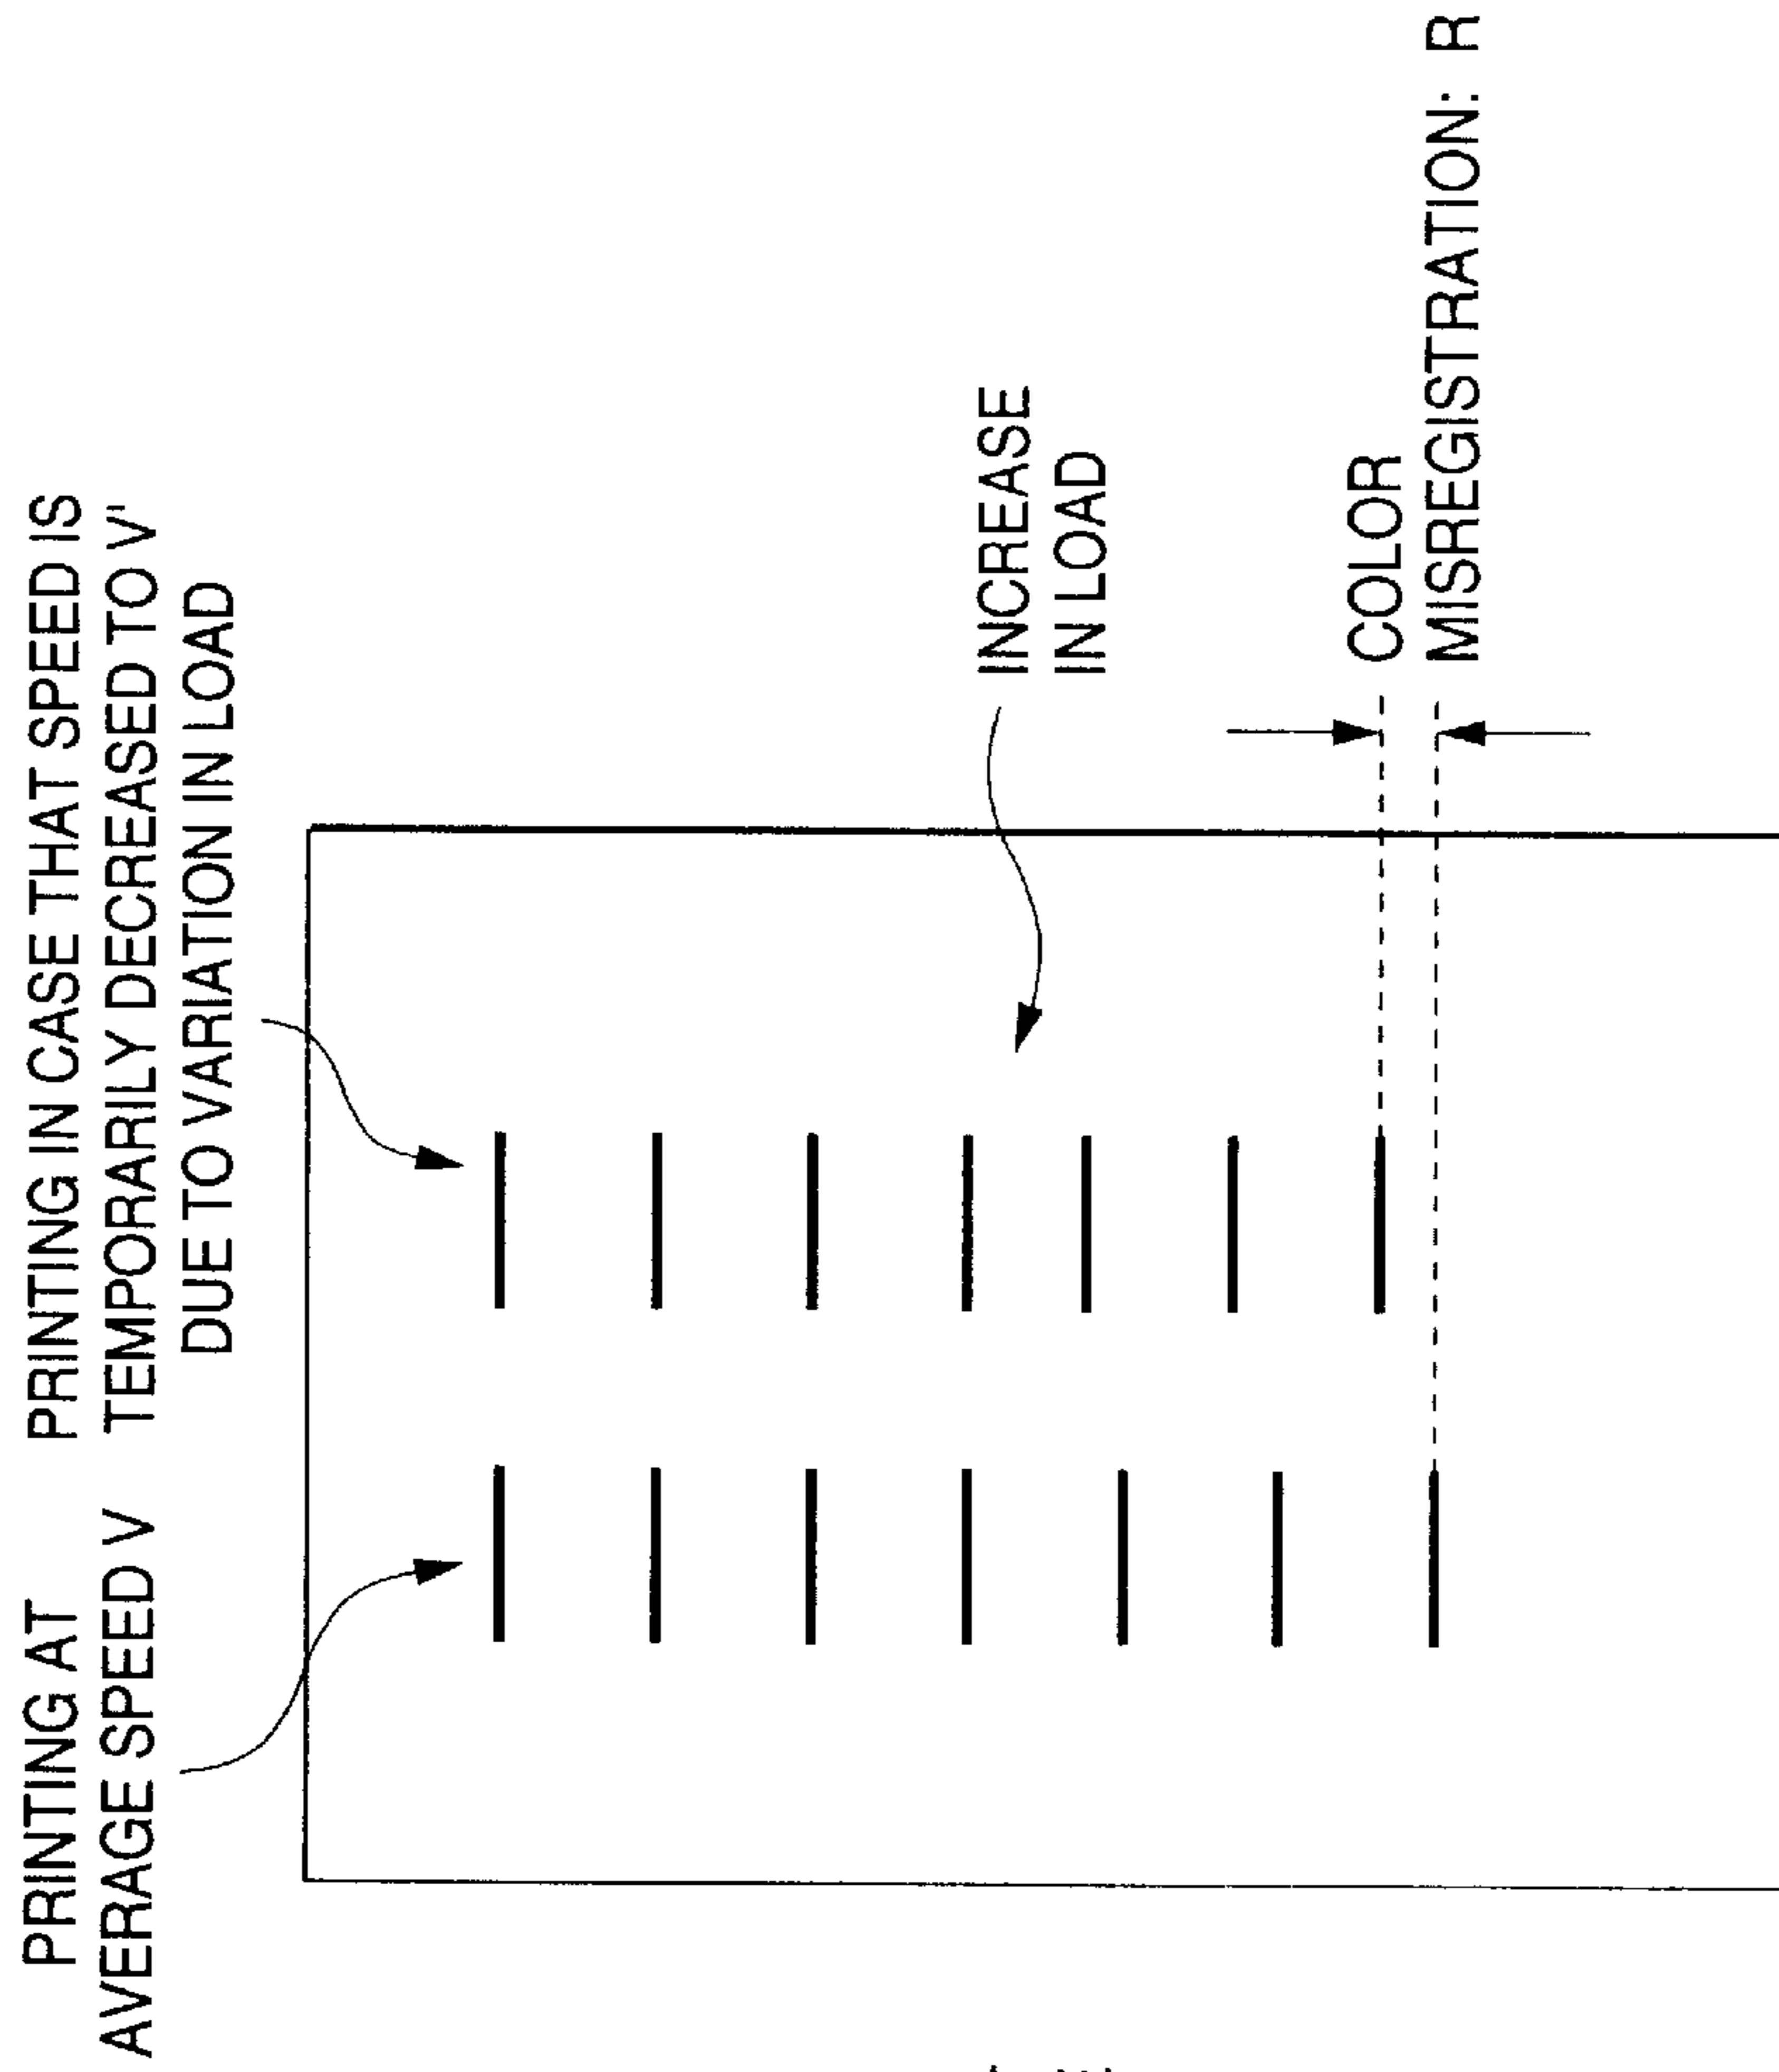 PRINTING AT
AVERAGE SPEED V
PRINTING IN CASE THAT SPEED IS
TEMPORARILY DECREASED TO V'
DUE TO VARIATION IN LOAD
INCREASE
IN LOAD
COLOR
MISREGISTRATION: R